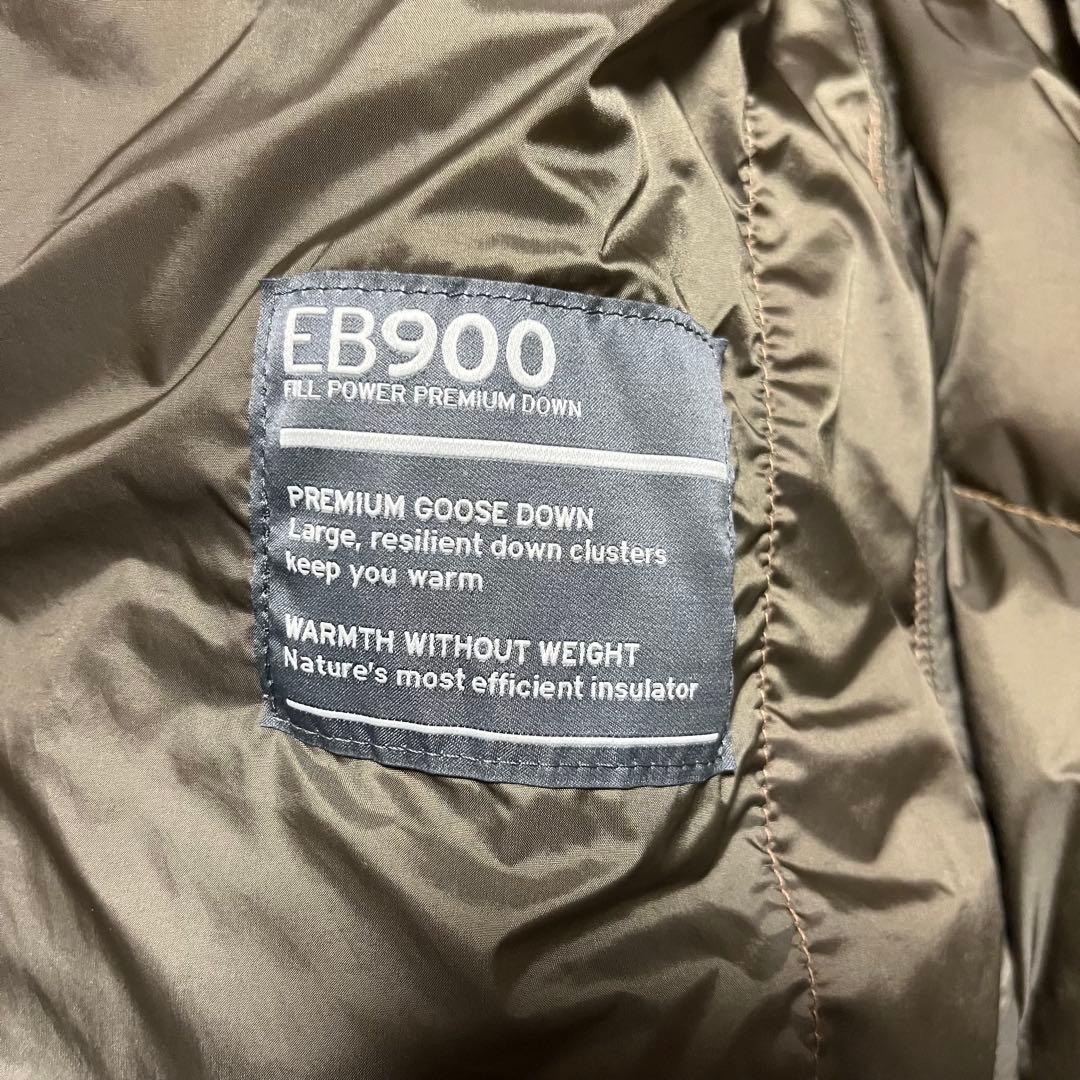 EB900
FILL POWER PREMIUM DOWN
PREMIUM GOOSE DOWN
Large, resilient down clusters
keep you warm
WARMTH WITHOUT WEIGHT
Nature's most efficient insulator